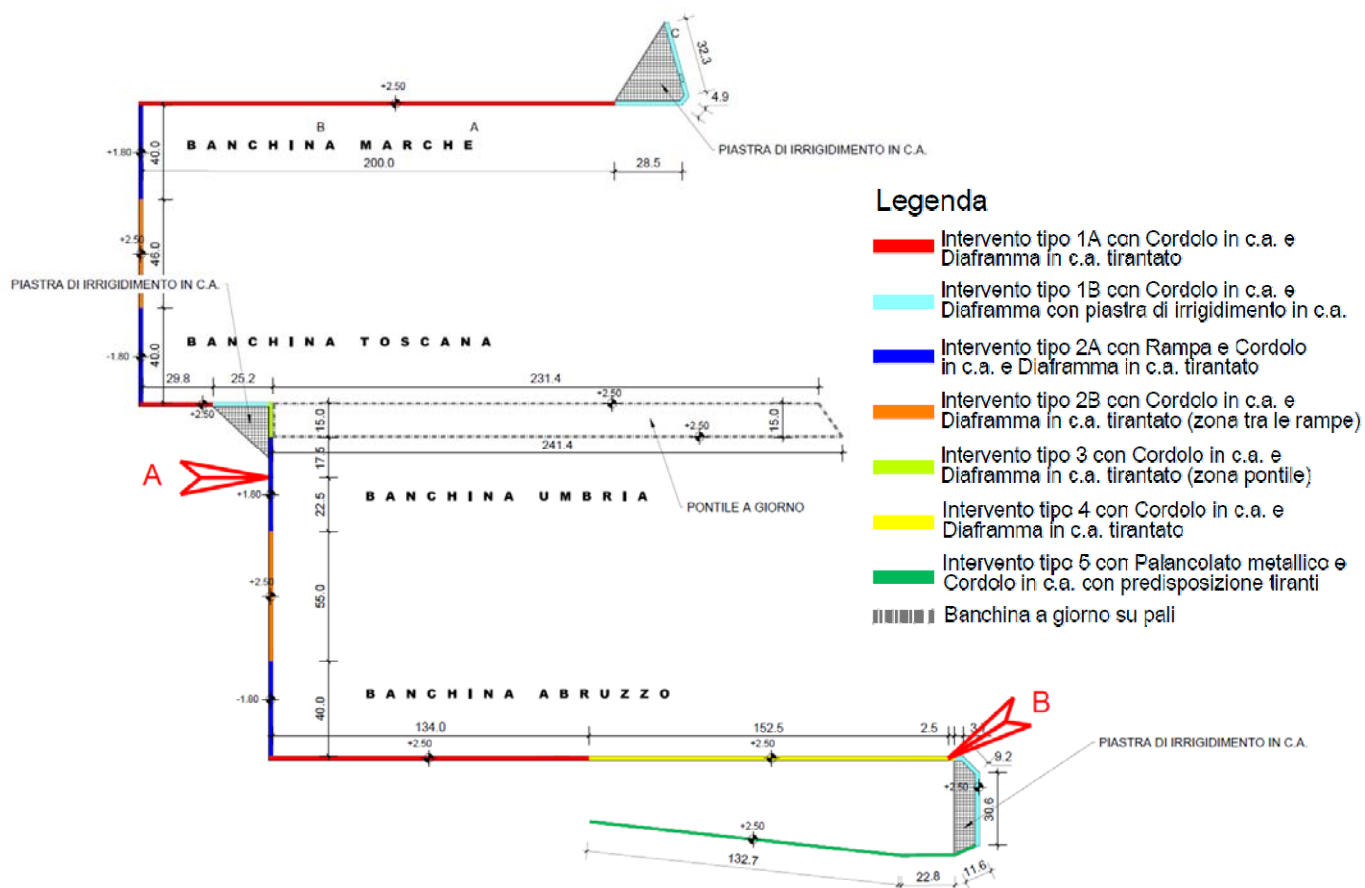 C
32.3
4.9
+2.50
B A
BANCHINA MARCHE
200.0
28.5
PIASTRA DI IRRIGIDIMENTO IN C.A.
+1.80
40.0
+2.50
46.0
PIASTRA DI IRRIGIDIMENTO IN C.A.
-1.80
40.0
BANCHINA TOSCANA
29.8
25.2
231.4
+2.50
+2.50
15.0
15.0
+2.50
241.4
17.5
A
+1.80
22.5
BANCHINA UMBRIA
PONTILE A GIORNO
+2.50
55.0
-1.80
40.0
BANCHINA ABRUZZO
134.0
152.5
2.5
B
+2.50
+2.50
9.2
PIASTRA DI IRRIGIDIMENTO IN C.A.
+2.50
30.6
+2.50
132.7
22.8
11.6
Legenda
Intervento tipo 1A con Cordolo in c.a. e
Diaframma in c.a. tirantato
Intervento tipo 1B con Cordolo in c.a. e
Diaframma con piastra di irrigidimento in c.a.
Intervento tipo 2A con Rampa e Cordolo
in c.a. e Diaframma in c.a. tirantato
Intervento tipo 2B con Cordolo in c.a. e
Diaframma in c.a. tirantato (zona tra le rampe)
Intervento tipo 3 con Cordolo in c.a. e
Diaframma in c.a. tirantato (zona pontile)
Intervento tipo 4 con Cordolo in c.a. e
Diaframma in c.a. tirantato
Intervento tipo 5 con Palancolato metallico e
Cordolo in c.a. con predisposizione tiranti
Banchina a giorno su pali